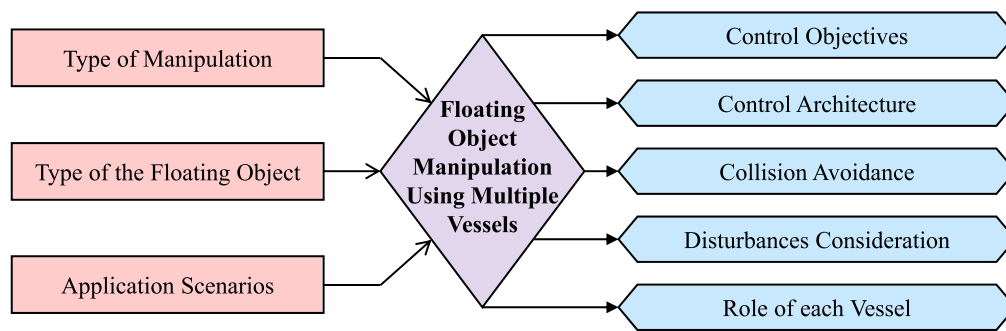 Type of Manipulation
Type of the Floating Object
Application Scenarios
Floating
Object
Manipulation
Using Multiple
Vessels
Control Objectives
Control Architecture
Collision Avoidance
Disturbances Consideration
Role of each Vessel